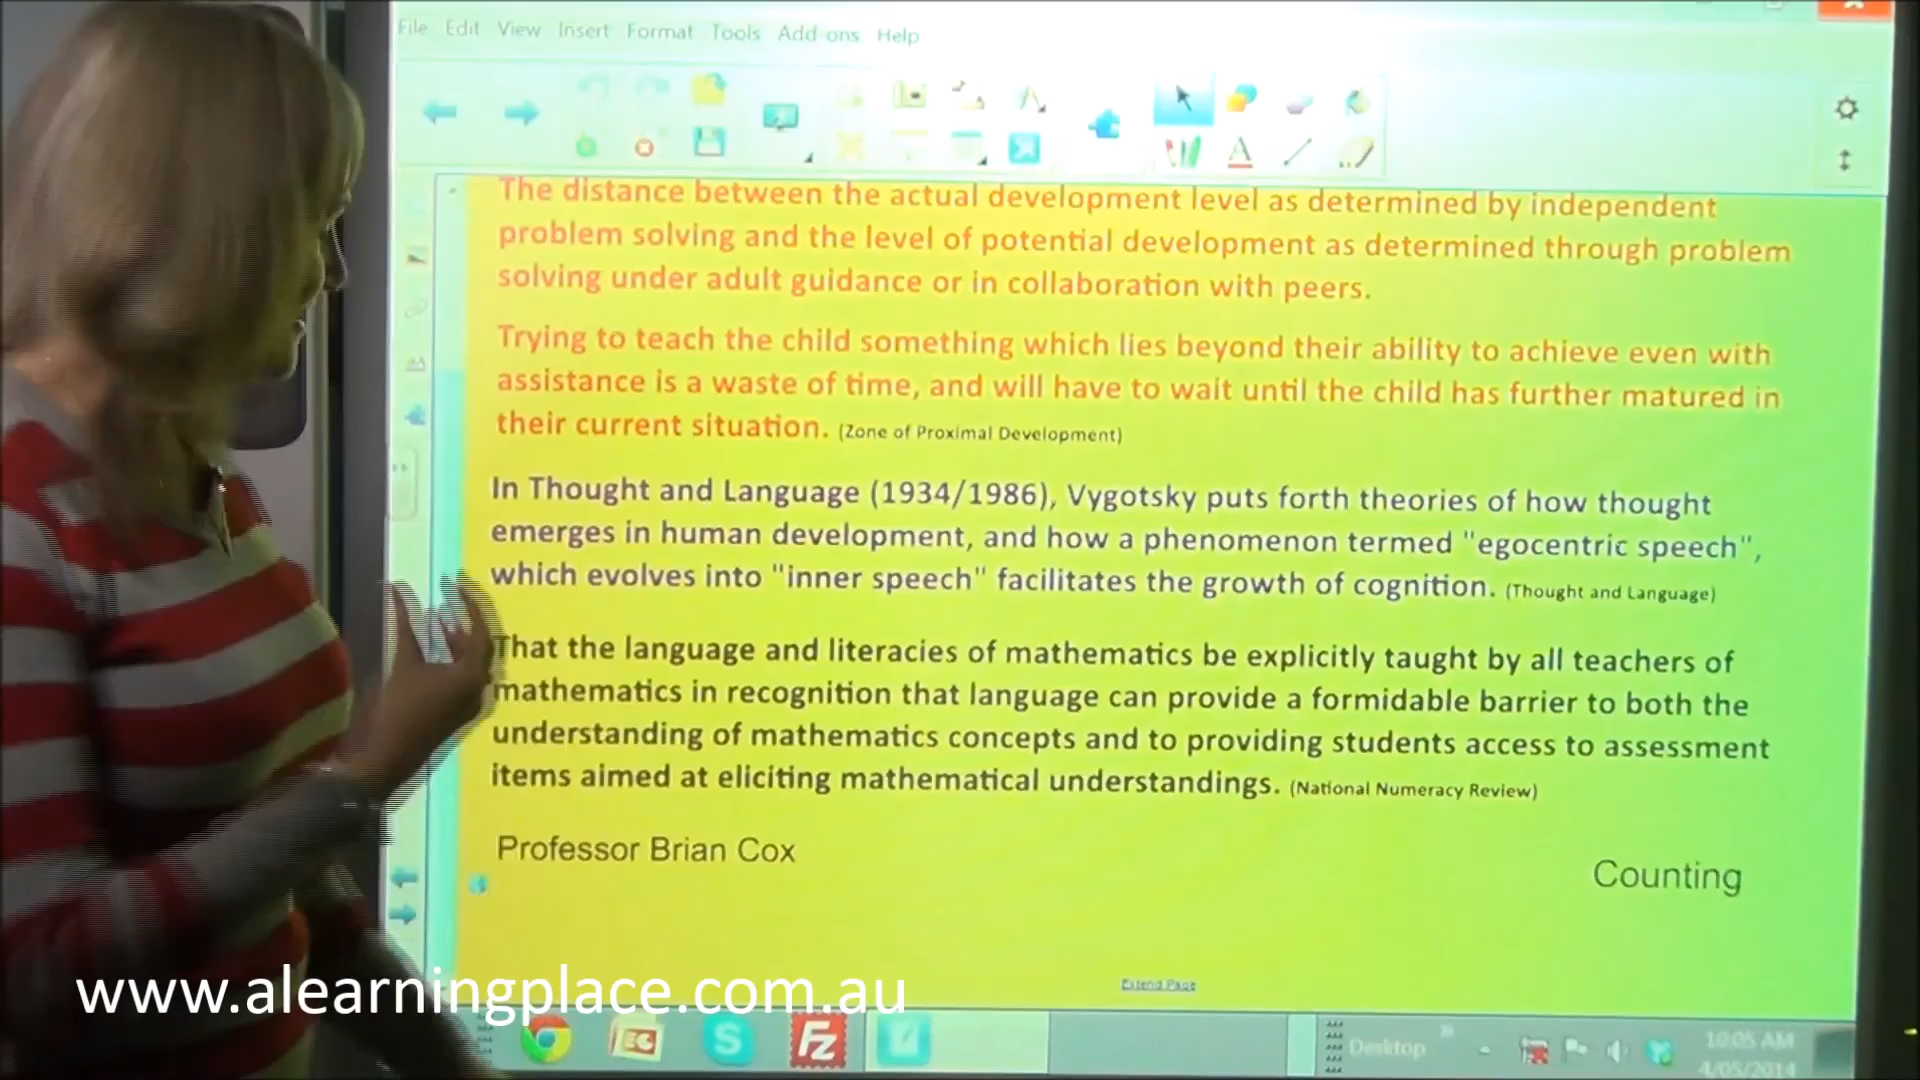 File Edit View Insert Format Tools Add-ons Help
The distance between the actual development level as determined by independent
problem solving and the level of potential development as determined through problem
solving under adult guidance or in collaboration with peers.
Trying to teach the child something which lies beyond their ability to achieve even with
assistance is a waste of time, and will have to wait until the child has further matured in
their current situation. (Zone of Proximal Development)
In Thought and Language (1934/1986), Vygotsky puts forth theories of how thought
emerges in human development, and how a phenomenon termed "egocentric speech",
which evolves into "inner speech" facilitates the growth of cognition. (Thought and Language)
That the language and literacies of mathematics be explicitly taught by all teachers of
mathematics in recognition that language can provide a formidable barrier to both the
understanding of mathematics concepts and to providing students access to assessment
items aimed at eliciting mathematical understandings. (National Numeracy Review)
Professor Brian Cox
Counting
Extend Page
www.alearningplace.com.au
Desktop
10:05 AM
4/05/2014